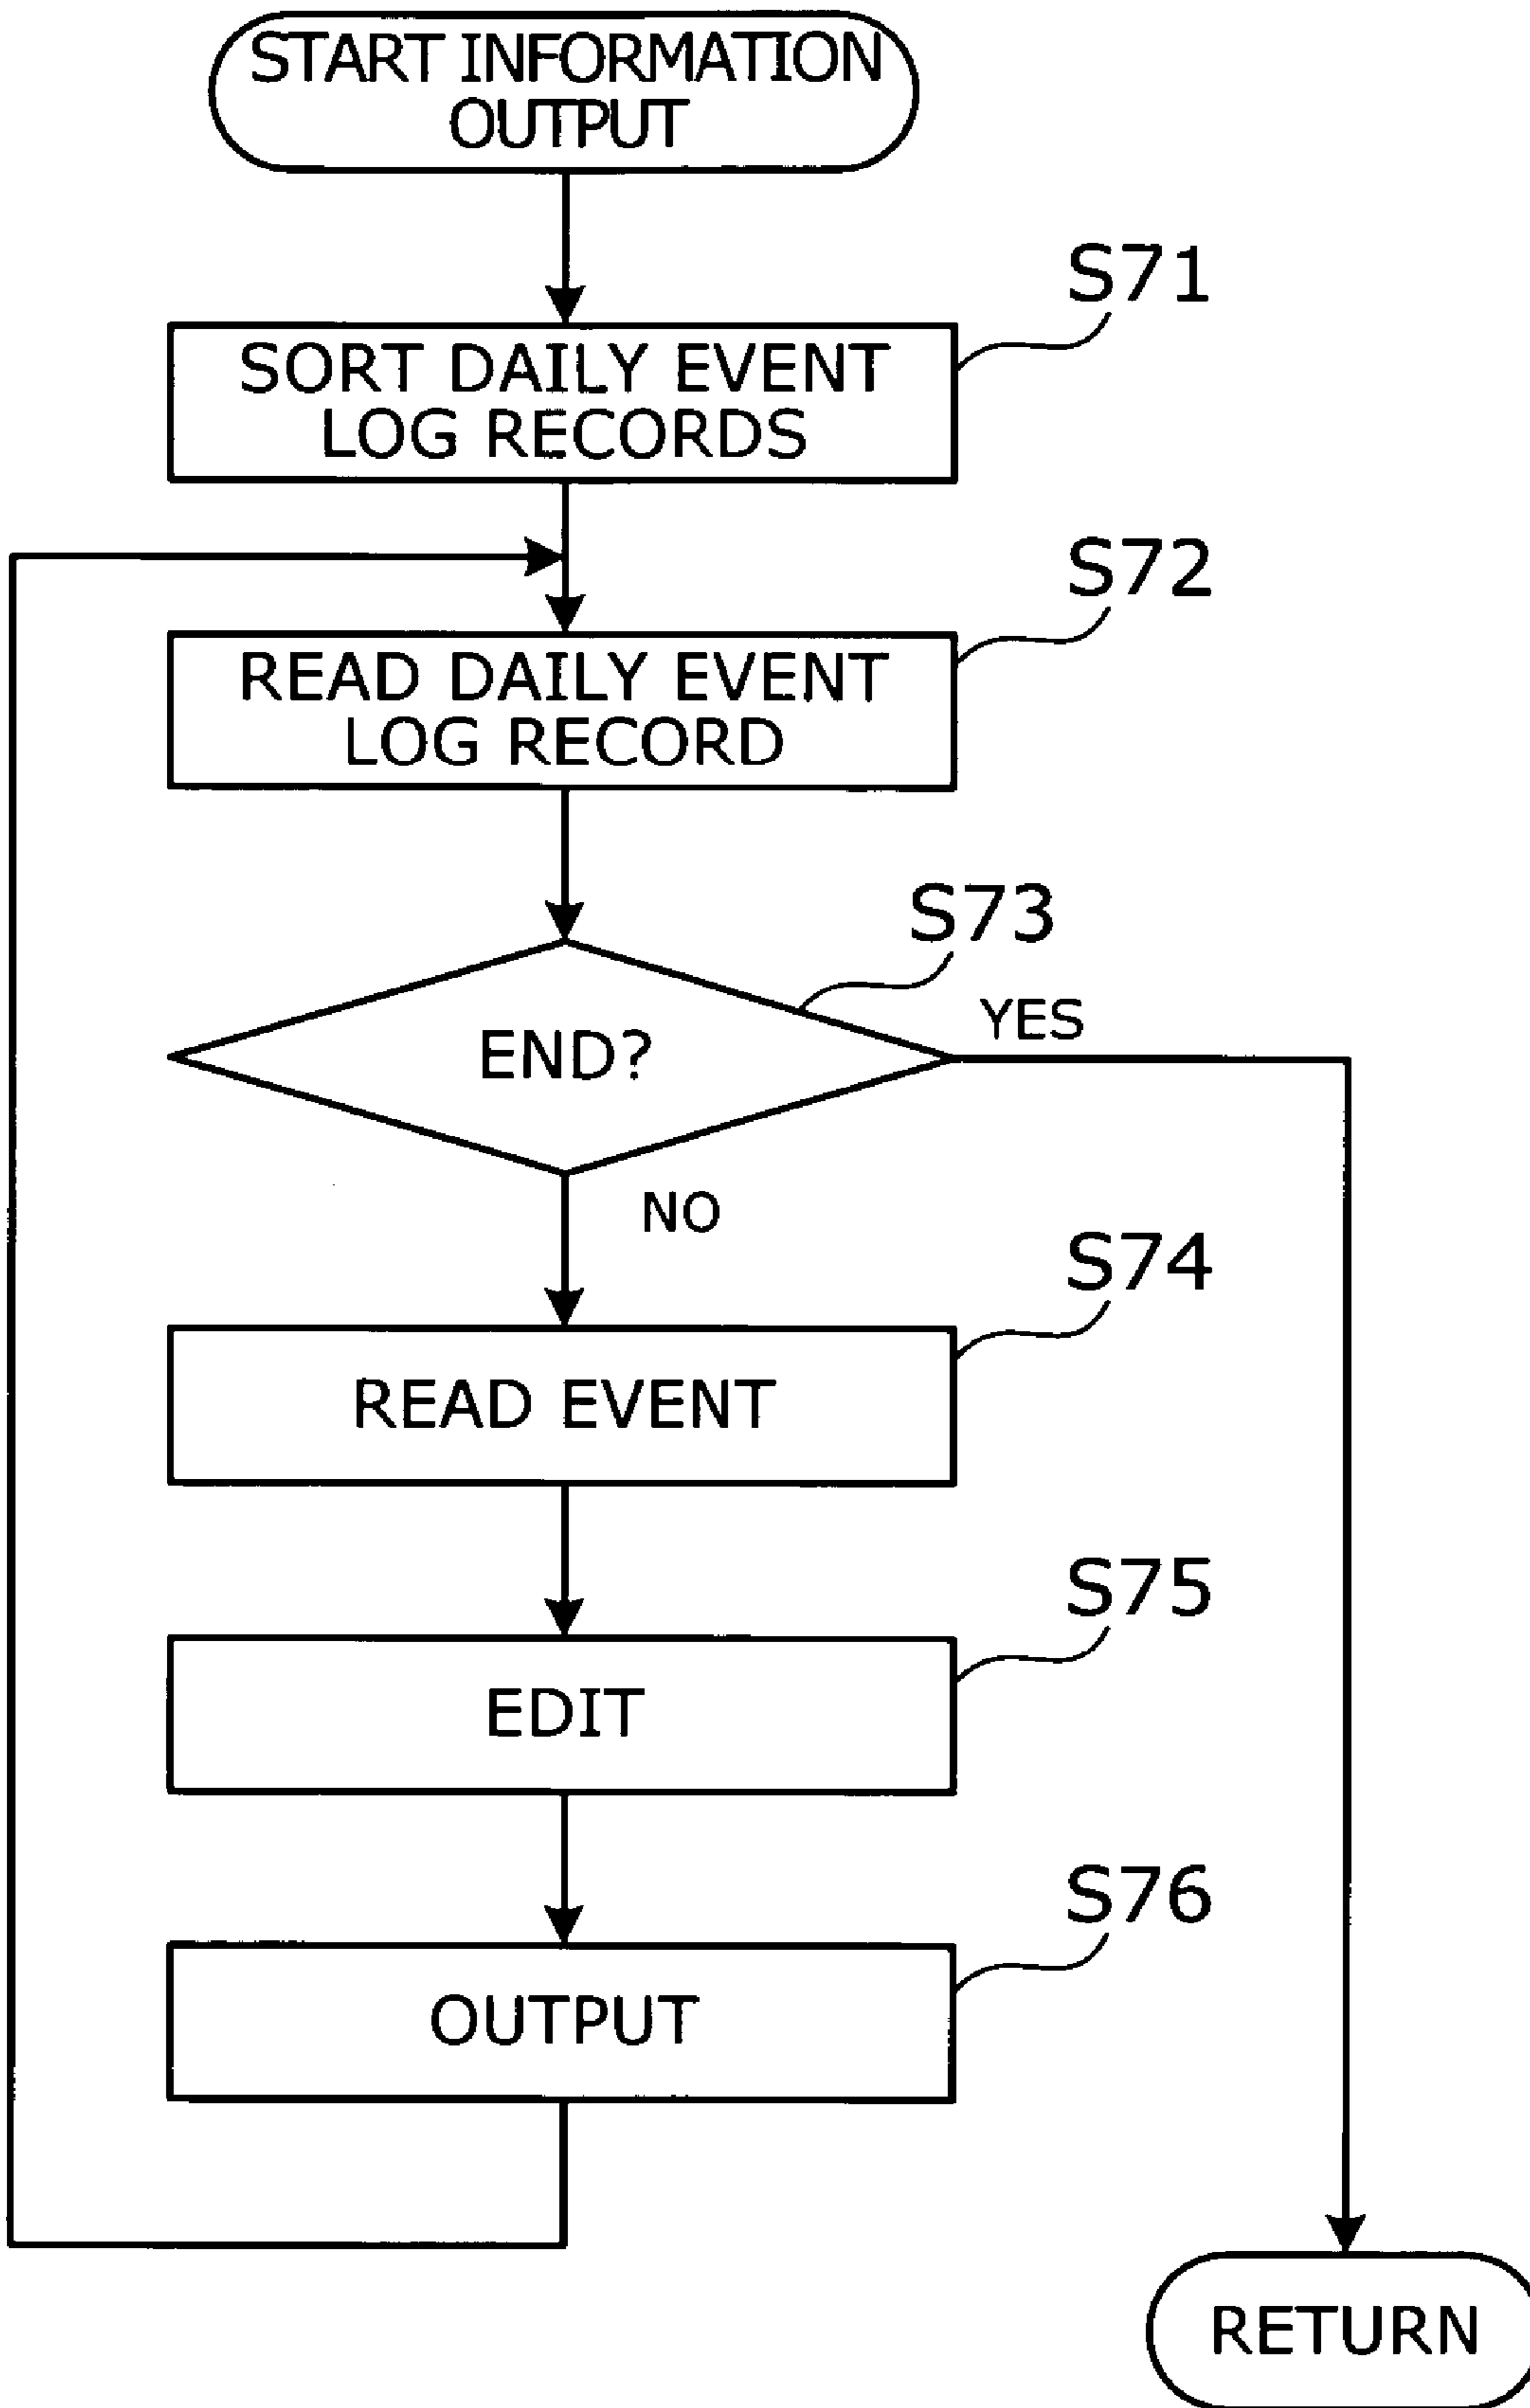 START INFORMATION
OUTPUT
S71
SORT DAILY EVENT
LOG RECORDS
S72
READ DAILY EVENT
LOG RECORD
S73
END?
YES
NO
S74
READ EVENT
S75
EDIT
S76
OUTPUT
RETURN